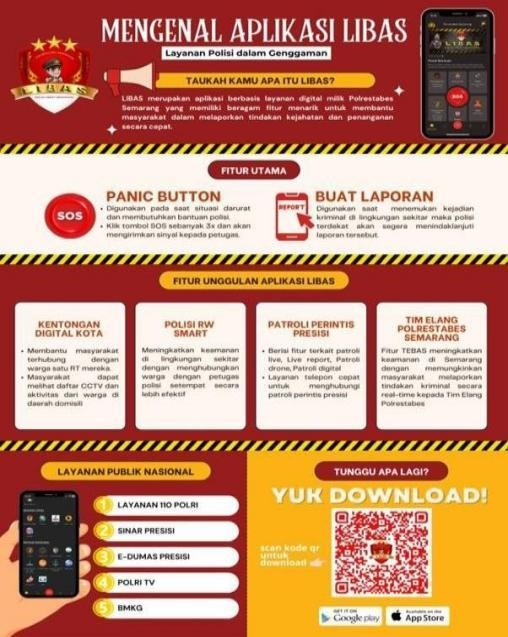 MENGENAL APLIKASI LIBAS
Layanan Polisi dalam Genggaman
LIBAS
TAUKAH KAMU APA ITU LIBAS?
LIBAS merupakan aplikasi berbasis layanan digital milik Polrestabes
Semarang yang memiliki beragam fitur menarik untuk membantu
masyarakat dalam melaporkan tindakan kejahatan dan penanganan
secara cepat.
LIBAS
SOS
FITUR UTAMA
SOS
PANIC BUTTON
• Digunakan pada saat situasi darurat
dan membutuhkan bantuan polisi.
• Klik tombol SOS sebanyak 3x dan akan
mengirimkan sinyal kepada petugas.
REPORT
BUAT LAPORAN
Digunakan saat menemukan kejadian
kriminal di lingkungan sekitar maka polisi
terdekat akan segera menindaklanjuti
laporan tersebut.
FITUR UNGGULAN APLIKASI LIBAS
KENTONGAN
DIGITAL KOTA
• Membantu masyarakat
terhubung dengan
warga satu RT mereka.
• Masyarakat dapat
melihat daftar CCTV dan
aktivitas dari warga di
daerah domisili
POLISI RW
SMART
Meningkatkan keamanan
di lingkungan sekitar
dengan menghubungkan
warga dengan petugas
polisi setempat secara
lebih efektif
PATROLI PERINTIS
PRESISI
• Berisi fitur terkait patroli
live, Live report, Patroli
drone, Patroli digital
• Layanan telepon cepat
untuk menghubungi
patroli perintis presisi
TIM ELANG
POLRESTABES
SEMARANG
Fitur TEBAS meningkatkan
keamanan di Semarang
dengan memungkinkan
masyarakat melaporkan
tindakan kriminal secara
real-time kepada Tim Elang
Polrestabes
LAYANAN PUBLIK NASIONAL
1 LAYANAN 110 POLRI
2 SINAR PRESISI
3 E-DUMAS PRESISI
4 POLRI TV
5 BMKG
TUNGGU APA LAGI?
YUK DOWNLOAD!
scan kode qr
untuk
download
GET IT ON
Google play
Available on the
App Store